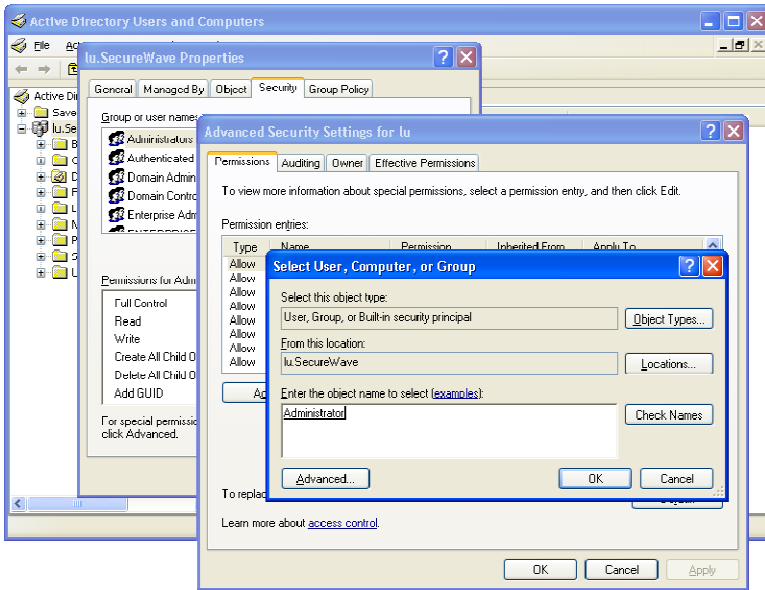 Active Directory Users and Computers
File
lu.SecureWave Properties
Active Di
Save
lu.Se
General Managed By Object Security Group Policy
Group or user name
Administrators
Authenticated
Domain Admin
Domain Contro
Enterprise Adm
Permissions for Adm
Full Control
Read
Write
Create All Child O
Delete All Child O
Add GUID
For special permissio
click Advanced.
Advanced Security Settings for lu
Permissions Auditing Owner Effective Permissions
To view more information about special permissions, select a permission entry, and then click Edit.
Permission entries:
Type Name Permission Inherited From Apply To
Allow
Allow
Allow
Allow
Allow
Allow
Allow
Allow
Ad
To replac
Learn more about access control.
OK Cancel Apply
Select User, Computer, or Group
Select this object type:
User, Group, or Built-in security principal
Object Types...
From this location:
lu.SecureWave
Locations...
Enter the object name to select (examples):
Administrator
Check Names
Advanced...
OK Cancel